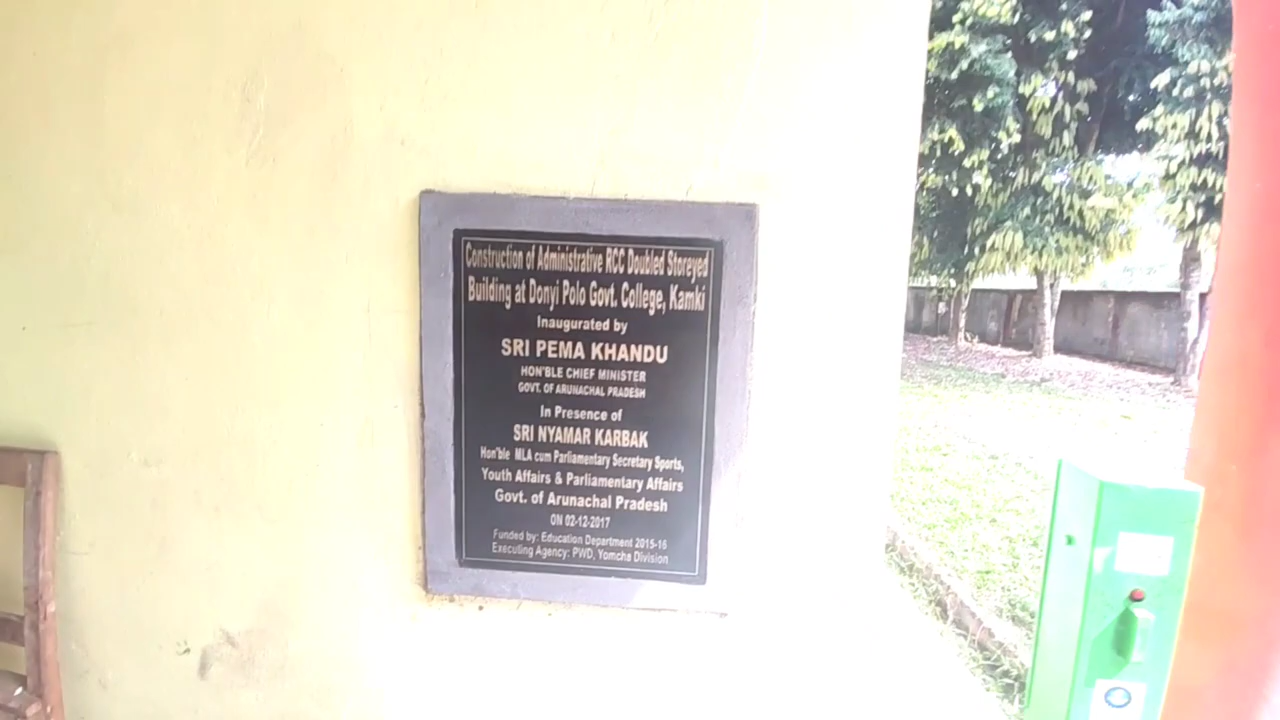 Construction of Administrative RCC Doubled Storeyed
Building at Donyi Polo Govt. College, Kamki
Inaugurated by
SRI PEMA KHANDU
HON'BLE CHIEF MINISTER
GOVT. OF ARUNACHAL PRADESH
In Presence of
SRI NYAMAR KARBAK
Hon'ble MLA cum Parliamentary Secretary Sports,
Youth Affairs & Parliamentary Affairs
Govt. of Arunachal Pradesh
ON 02-12-2017
Funded by: Education Department 2015-16
Executing Agency: PWD, Yomcha Division